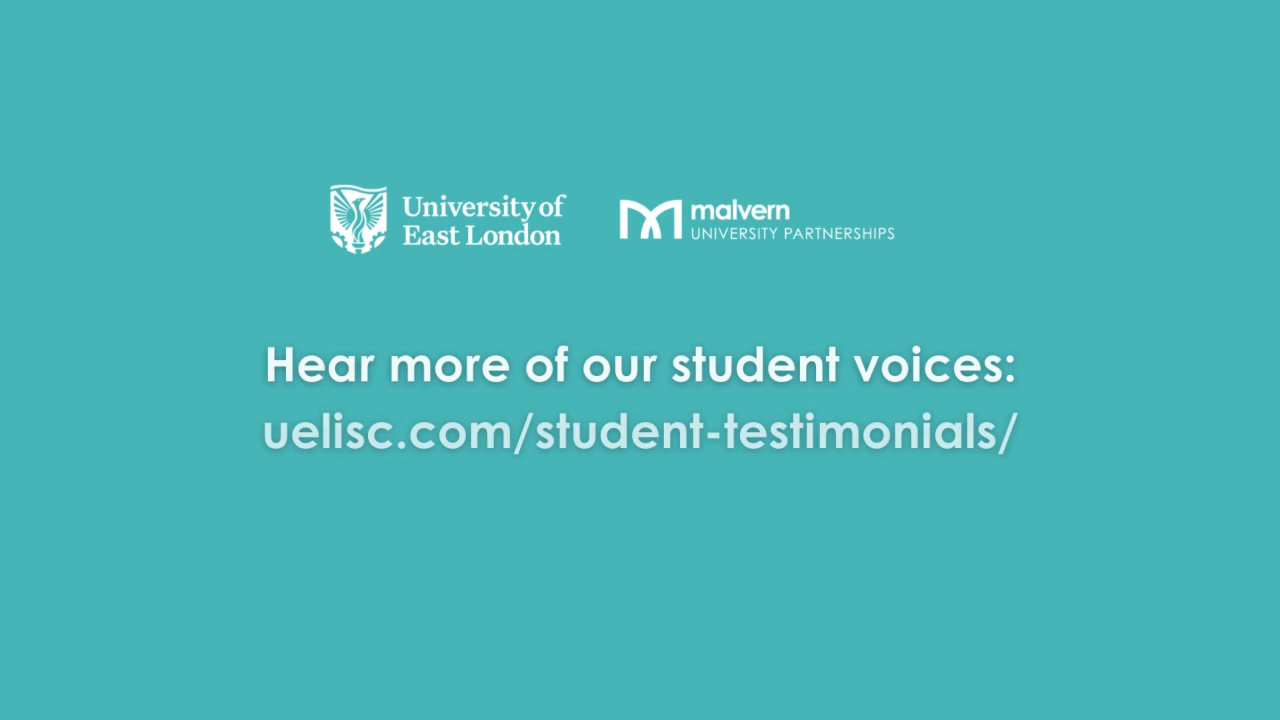 University of
East London
malvern
UNIVERSITY PARTNERSHIPS
Hear more of our student voices:
uelisc.com/student-testimonials/